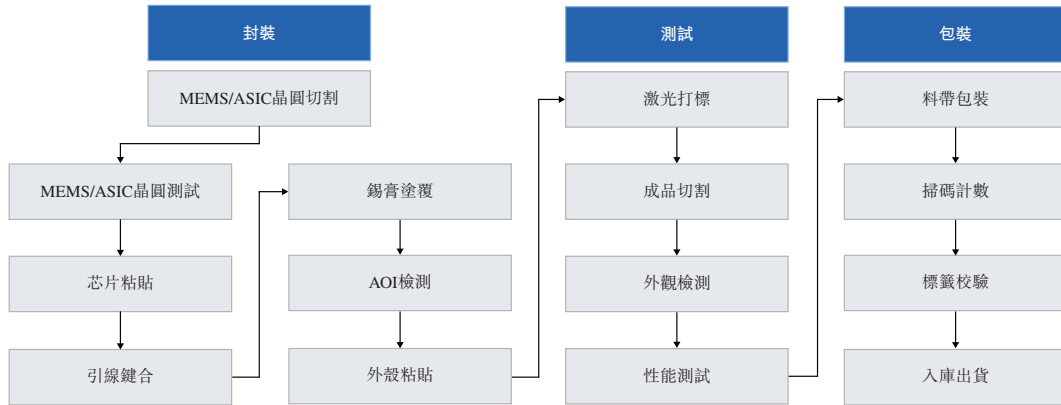 封裝
MEMS/ASIC晶圓切割
MEMS/ASIC晶圓測試
芯片粘貼
引線鍵合
錫膏塗覆
AOI檢測
外殼粘貼
測試
激光打標
成品切割
外觀檢測
性能測試
包裝
料帶包裝
掃碼計數
標籤校驗
入庫出貨